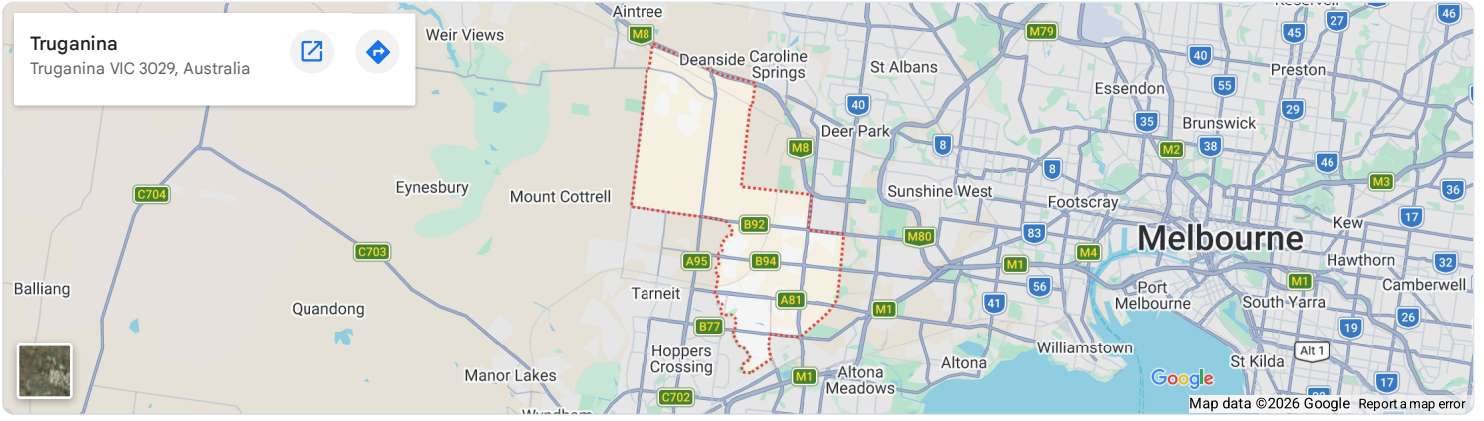 Truganina
Truganina VIC 3029, Australia
Aintree
M8
Weir Views
Deanside
Caroline
Springs
St Albans
M79
46
27
45
40
Preston
Essendon
55
29
40
35
Brunswick
Deer Park
M8
8
M2
38
8
46
M3
36
C704
Eynesbury
Mount Cottrell
Sunshine West
Footscray
17
Kew
B92
M80
83
Melbourne
C703
A95
B94
M1
M4
Hawthorn
32
M1
Camberwell
56
Balliang
Tarneit
A81
M1
41
Port
Melbourne
South Yarra
Quandong
B77
26
19
Hoppers
Crossing
Williamstown
Alt 1
St Kilda
Altona
Manor Lakes
M1
Altona
Meadows
Google
17
C702
Map data ©2026 Google
Report a map error